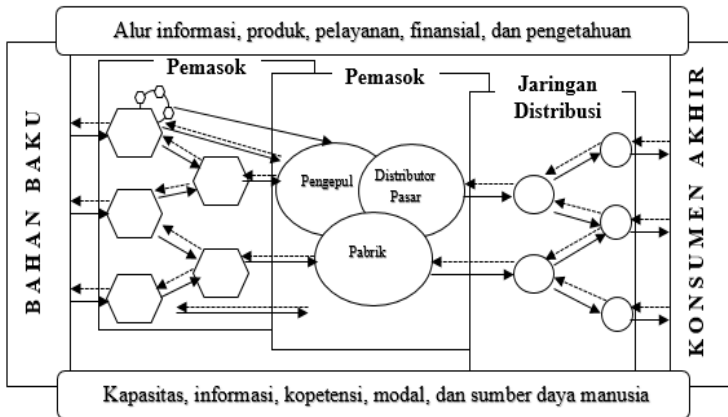 Alur informasi, produk, pelayanan, finansial, dan pengetahuan
Pemasok
Pemasok
Jaringan
Distribusi
BAHAN BAKU
Pengepul
Distributor
Pasar
Pabrik
KONSUMEN AKHIR
Kapasitas, informasi, kopetensi, modal, dan sumber daya manusia